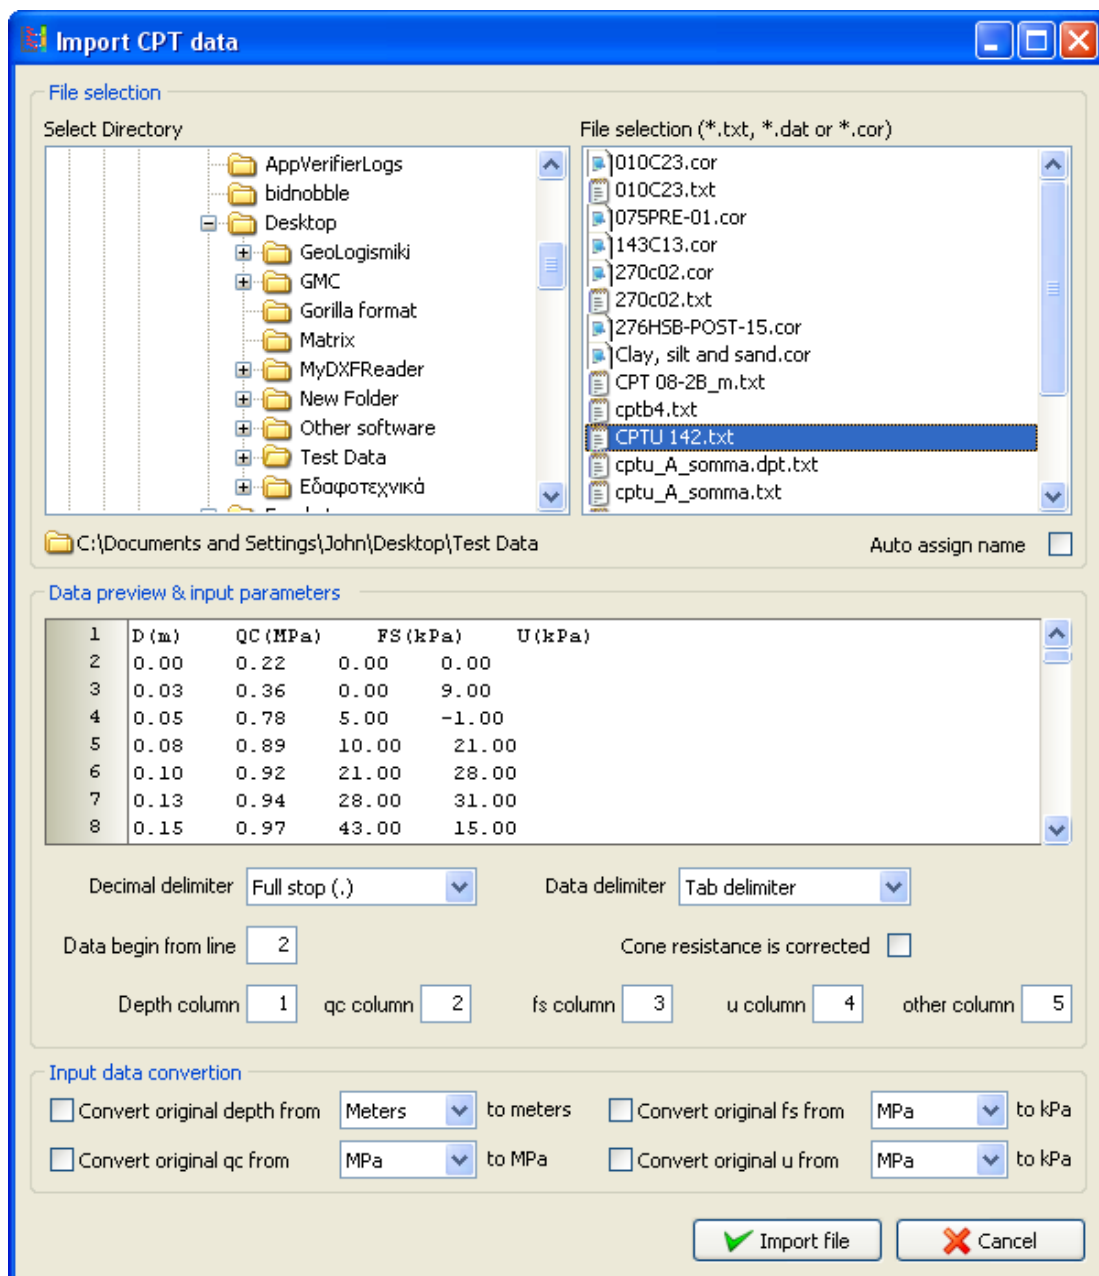 Import CPT data
File selection
Select Directory
AppVerifierLogs
bidnobble
Desktop
GeoLogismiki
GMC
Gorilla format
Matrix
MyDXFReader
New Folder
Other software
Test Data
Εδαφοτεχνικά
File selection (*.txt, *.dat or *.cor)
010C23.cor
010C23.txt
075PRE-01.cor
143C13.cor
270c02.cor
270c02.txt
276HSB-POST-15.cor
Clay, silt and sand.cor
CPT 08-2B_m.txt
cptb4.txt
CPTU 142.txt
cptu_A_somma.dpt.txt
cptu_A_somma.txt
C:\Documents and Settings\John\Desktop\Test Data
Auto assign name
Data preview & input parameters
1 D(m) QC(MPa) FS(kPa) U(kPa)
2 0.00 0.22 0.00 0.00
3 0.03 0.36 0.00 9.00
4 0.05 0.78 5.00 -1.00
5 0.08 0.89 10.00 21.00
6 0.10 0.92 21.00 28.00
7 0.13 0.94 28.00 31.00
8 0.15 0.97 43.00 15.00
Decimal delimiter Full stop (.) Data delimiter Tab delimiter
Data begin from line 2 Cone resistance is corrected
Depth column 1 qc column 2 fs column 3 u column 4 other column 5
Input data convertion
Convert original depth from Meters to meters Convert original fs from MPa to kPa
Convert original qc from MPa to MPa Convert original u from MPa to kPa
Import file Cancel